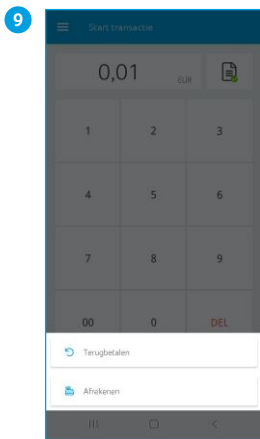 9
Start transactie
0,01 EUR
1 2 3
4 5 6
7 8 9
00 0 DEL
Terugbetalen
Afrekenen